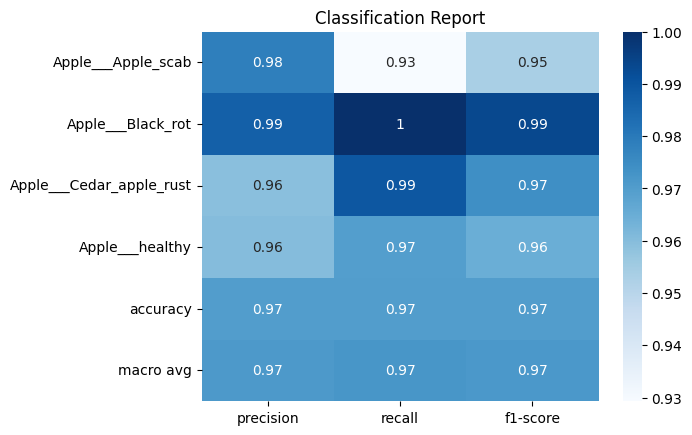 Classification Report
Apple___Apple_scab 0.98 0.93 0.95
Apple___Black_rot 0.99 1 0.99
Apple___Cedar_apple_rust 0.96 0.99 0.97
Apple___healthy 0.96 0.97 0.96
accuracy 0.97 0.97 0.97
macro avg 0.97 0.97 0.97
precision recall f1-score
1.00
0.99
0.98
0.97
0.96
0.95
0.94
0.93